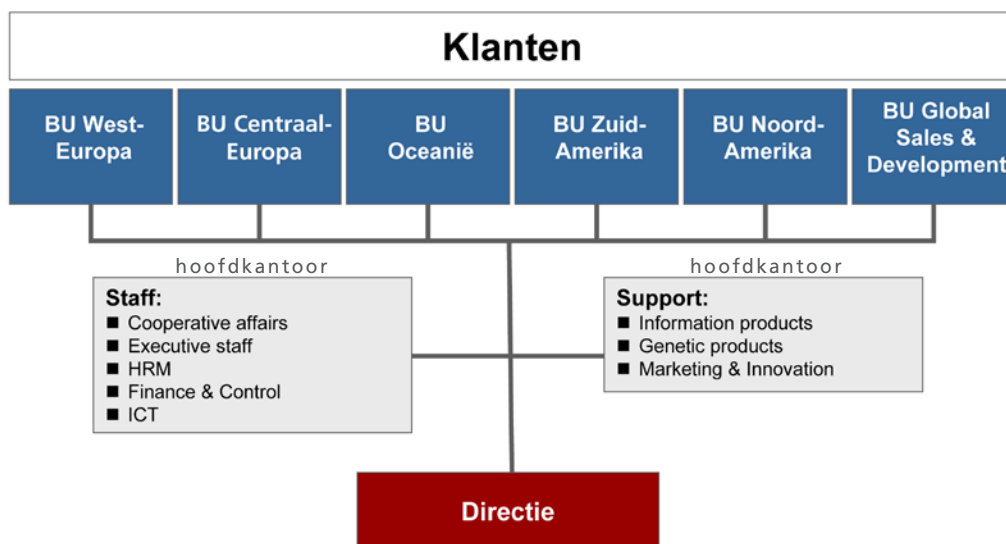 Klanten
BU West-
Europa
BU Centraal-
Europa
BU
Oceanië
BU Zuid-
Amerika
BU Noord-
Amerika
BU Global
Sales &
Development
hoofdkantoor
Staff:
Cooperative affairs
Executive staff
HRM
Finance & Control
ICT
hoofdkantoor
Support:
Information products
Genetic products
Marketing & Innovation
Directie